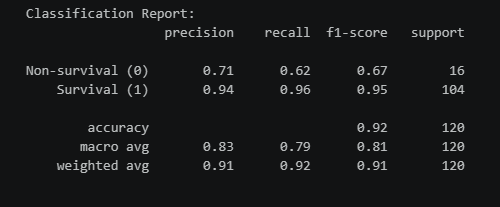 Classification Report:
precision recall f1-score support
Non-survival (0) 0.71 0.62 0.67 16
Survival (1) 0.94 0.96 0.95 104
accuracy 0.92 120
macro avg 0.83 0.79 0.81 120
weighted avg 0.91 0.92 0.91 120